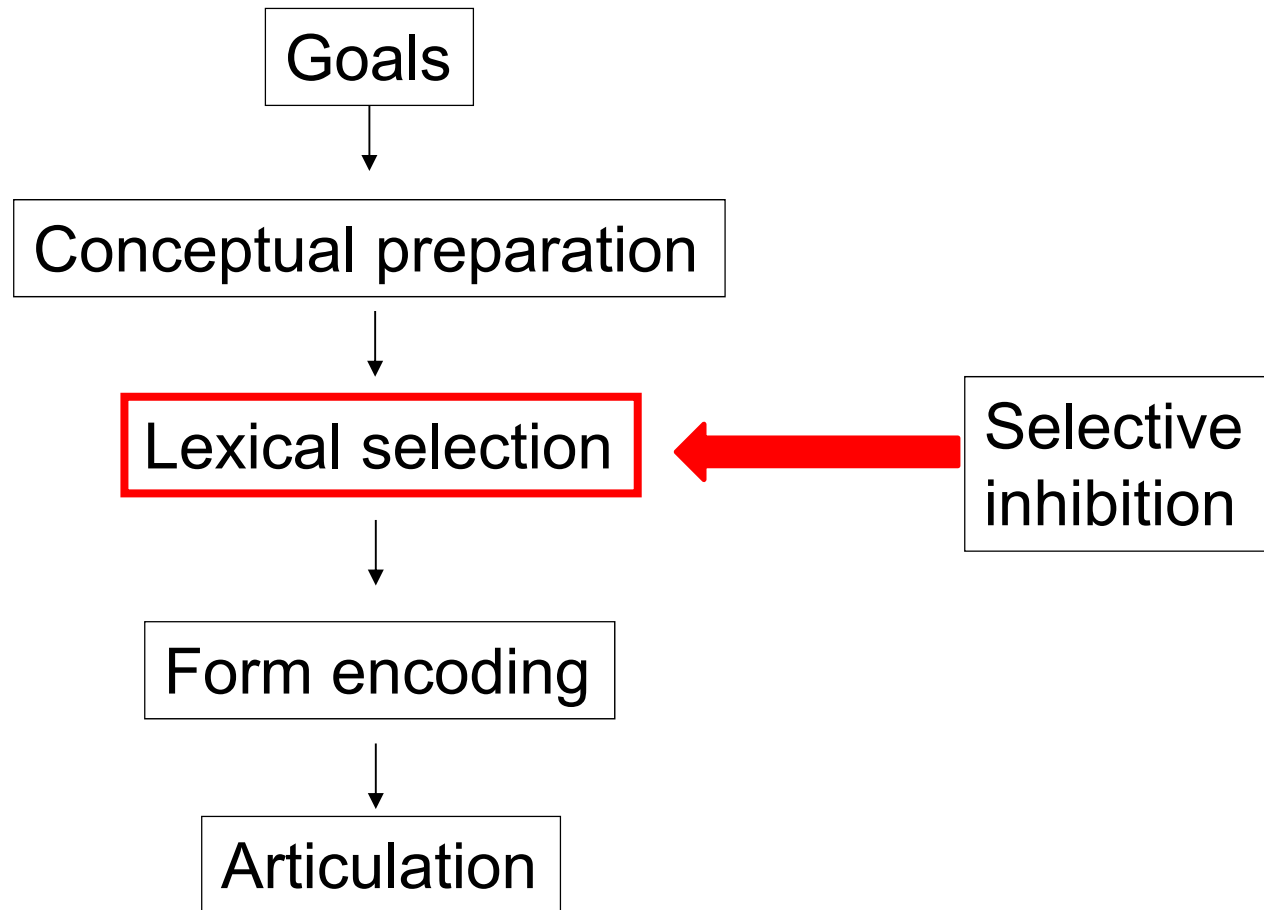 Goals
Conceptual preparation
Lexical selection
Selective
inhibition
Form encoding
Articulation